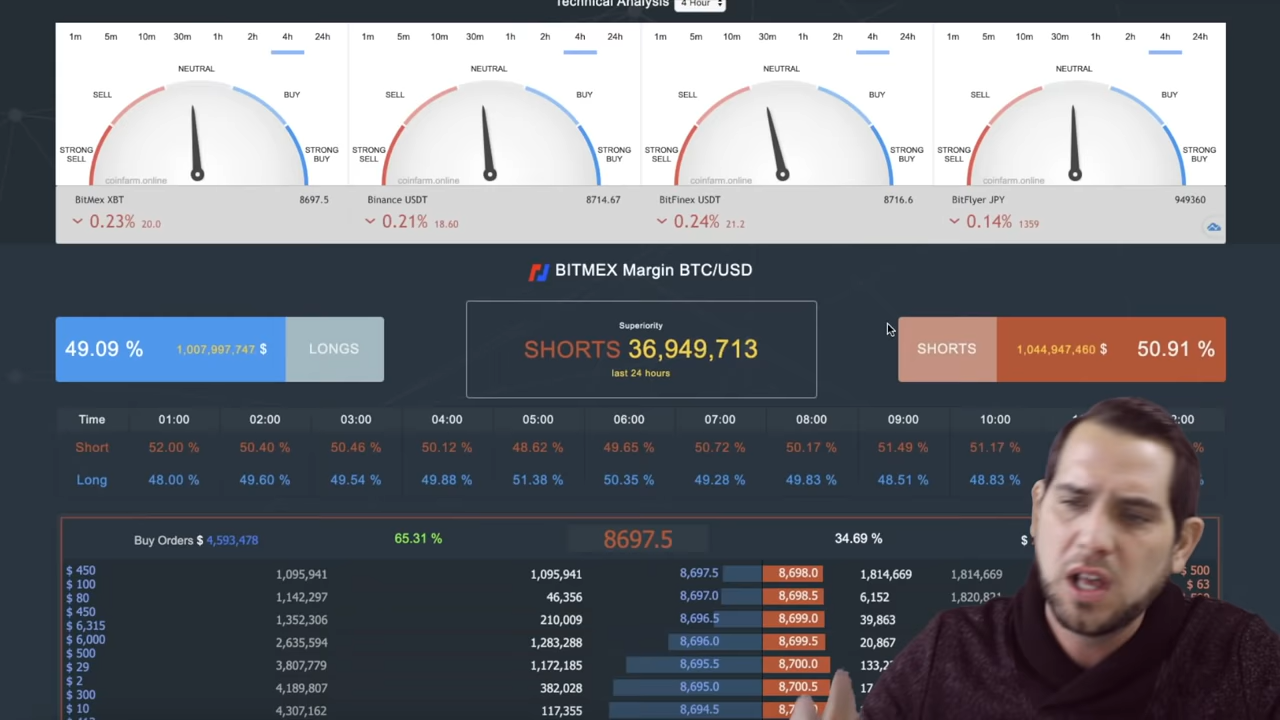 Technical Analysis 4 Hour
1m 5m 10m 30m 1h 2h 4h 24h 1m 5m 10m 30m 1h 2h 4h 24h 1m 5m 10m 30m 1h 2h 4h 24h 1m 5m 10m 30m 1h 2h 4h 24h
NEUTRAL NEUTRAL NEUTRAL NEUTRAL
SELL BUY SELL BUY SELL BUY SELL BUY
STRONG SELL STRONG BUY STRONG SELL STRONG BUY STRONG SELL STRONG BUY STRONG SELL STRONG BUY
coinfarm.online coinfarm.online coinfarm.online coinfarm.online
BitMex XBT 8697.5 Binance USDT 8714.67 BitFinex USDT 8716.6 BitFlyer JPY 949360
0.23% 20.0 0.21% 18.60 0.24% 21.2 0.14% 1359
BITMEX Margin BTC/USD
Superiority
49.09 % 1,007,997,747 $ LONGS SHORTS 36,949,713 SHORTS 1,044,947,460 $ 50.91 %
last 24 hours
Time 01:00 02:00 03:00 04:00 05:00 06:00 07:00 08:00 09:00 10:00
Short 52.00 % 50.40 % 50.46 % 50.12 % 48.62 % 49.65 % 50.72 % 50.17 % 51.49 % 51.17 %
Long 48.00 % 49.60 % 49.54 % 49.88 % 51.38 % 50.35 % 49.28 % 49.83 % 48.51 % 48.83 %
Buy Orders $ 4,593,478 65.31 % 8697.5 34.69 % $
$ 450 1,095,941 1,095,941 8,697.5 8,698.0 1,814,669 1,814,669 $ 500
$ 100 $ 63
$ 80 1,142,297 46,356 8,697.0 8,698.5 6,152
$ 450 1,352,306 210,009 8,696.5 8,699.0 39,863
$ 6,315
$ 6,000 2,635,594 1,283,288 8,696.0 8,699.5 20,867
$ 500
$ 29 3,807,779 1,172,185 8,695.5 8,700.0
$ 2 4,189,807 382,028 8,695.0 8,700.5
$ 300
$ 10 4,307,162 117,355 8,694.5